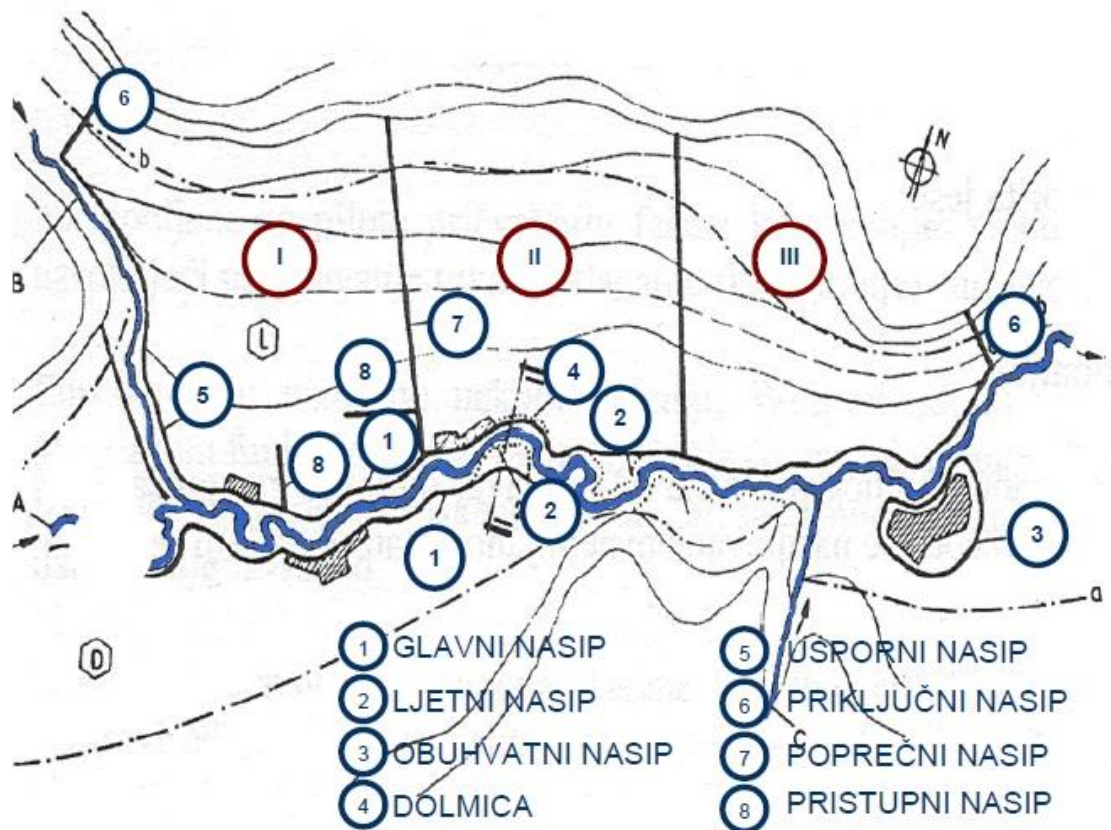 6
b
N
I
II
III
B
L
7
6
b
8
4
5
2
1
8
A
2
1
3
a
D
C
1 GLAVNI NASIP
2 LJETNI NASIP
3 OBUHVATNI NASIP
4 DOLMICA
5 USPORNI NASIP
6 PRIKLJUČNI NASIP
7 POPREČNI NASIP
8 PRISTUPNI NASIP